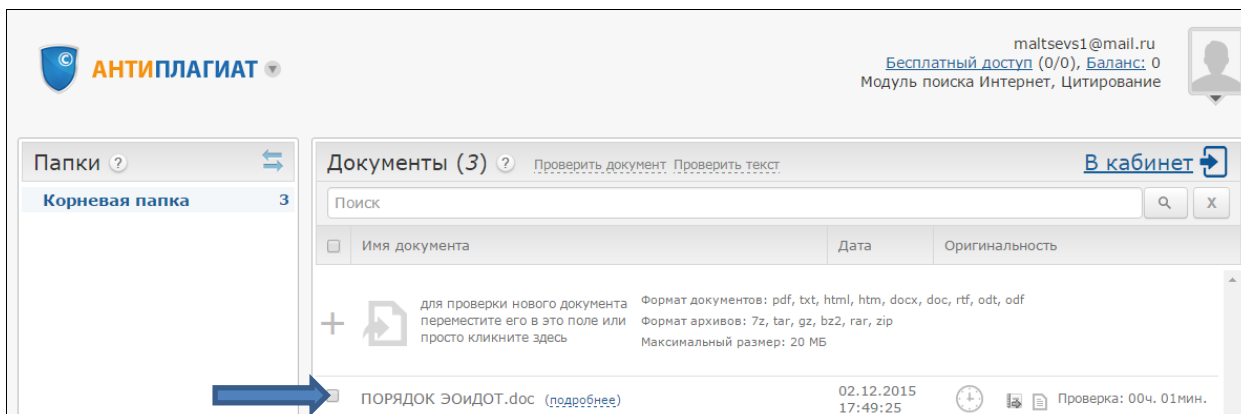 maltsevs1@mail.ru
АНТИПЛАГИАТ
Бесплатный доступ (0/0), Баланс: 0
Модуль поиска Интернет, Цитирование
Папки ?
Документы (3) ? Проверить документ Проверить текст В кабинет
Корневая папка 3
Поиск X
Имя документа Дата Оригинальность
для проверки нового документа
переместите его в это поле или
просто кликните здесь
Формат документов: pdf, txt, html, htm, docx, doc, rtf, odt, odf
Формат архивов: 7z, tar, gz, bz2, rar, zip
Максимальный размер: 20 МБ
ПОРЯДОК ЭОиДОТ.doc (подробнее) 02.12.2015
17:49:25
Проверка: 00ч. 01мин.